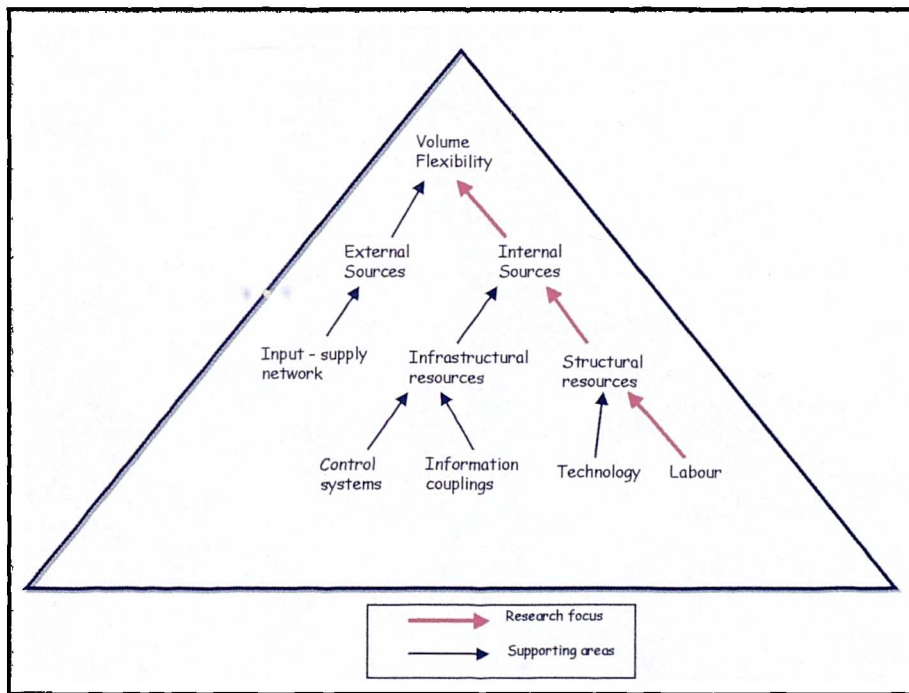 Volume
Flexibility
External
Sources
Internal
Sources
Input - supply
network
Infrastructural
resources
Structural
resources
Control
systems
Information
couplings
Technology
Labour
Research focus
Supporting areas